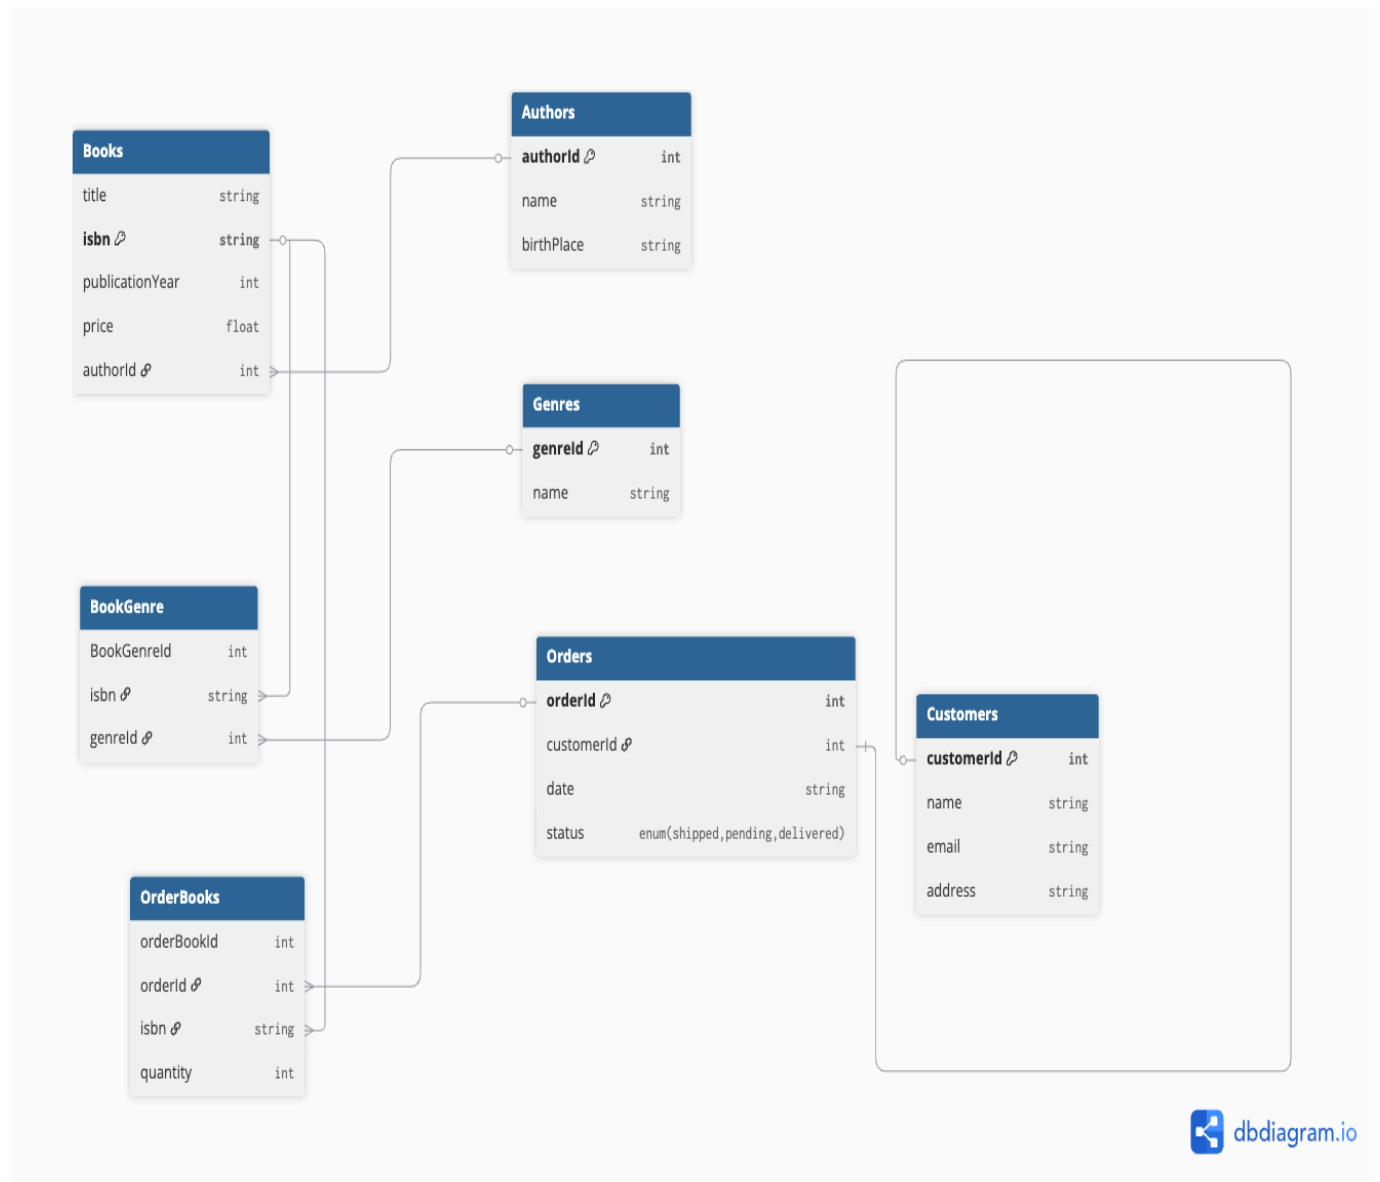 Books
title string
isbn string
publicationYear int
price float
authorId int
Authors
authorId int
name string
birthPlace string
Genres
genreId int
name string
BookGenre
BookGenreId int
isbn string
genreId int
Orders
orderId int
customerId int
date string
status enum(shipped,pending,delivered)
Customers
customerId int
name string
email string
address string
OrderBooks
orderBookId int
orderId int
isbn string
quantity int
dbdiagram.io